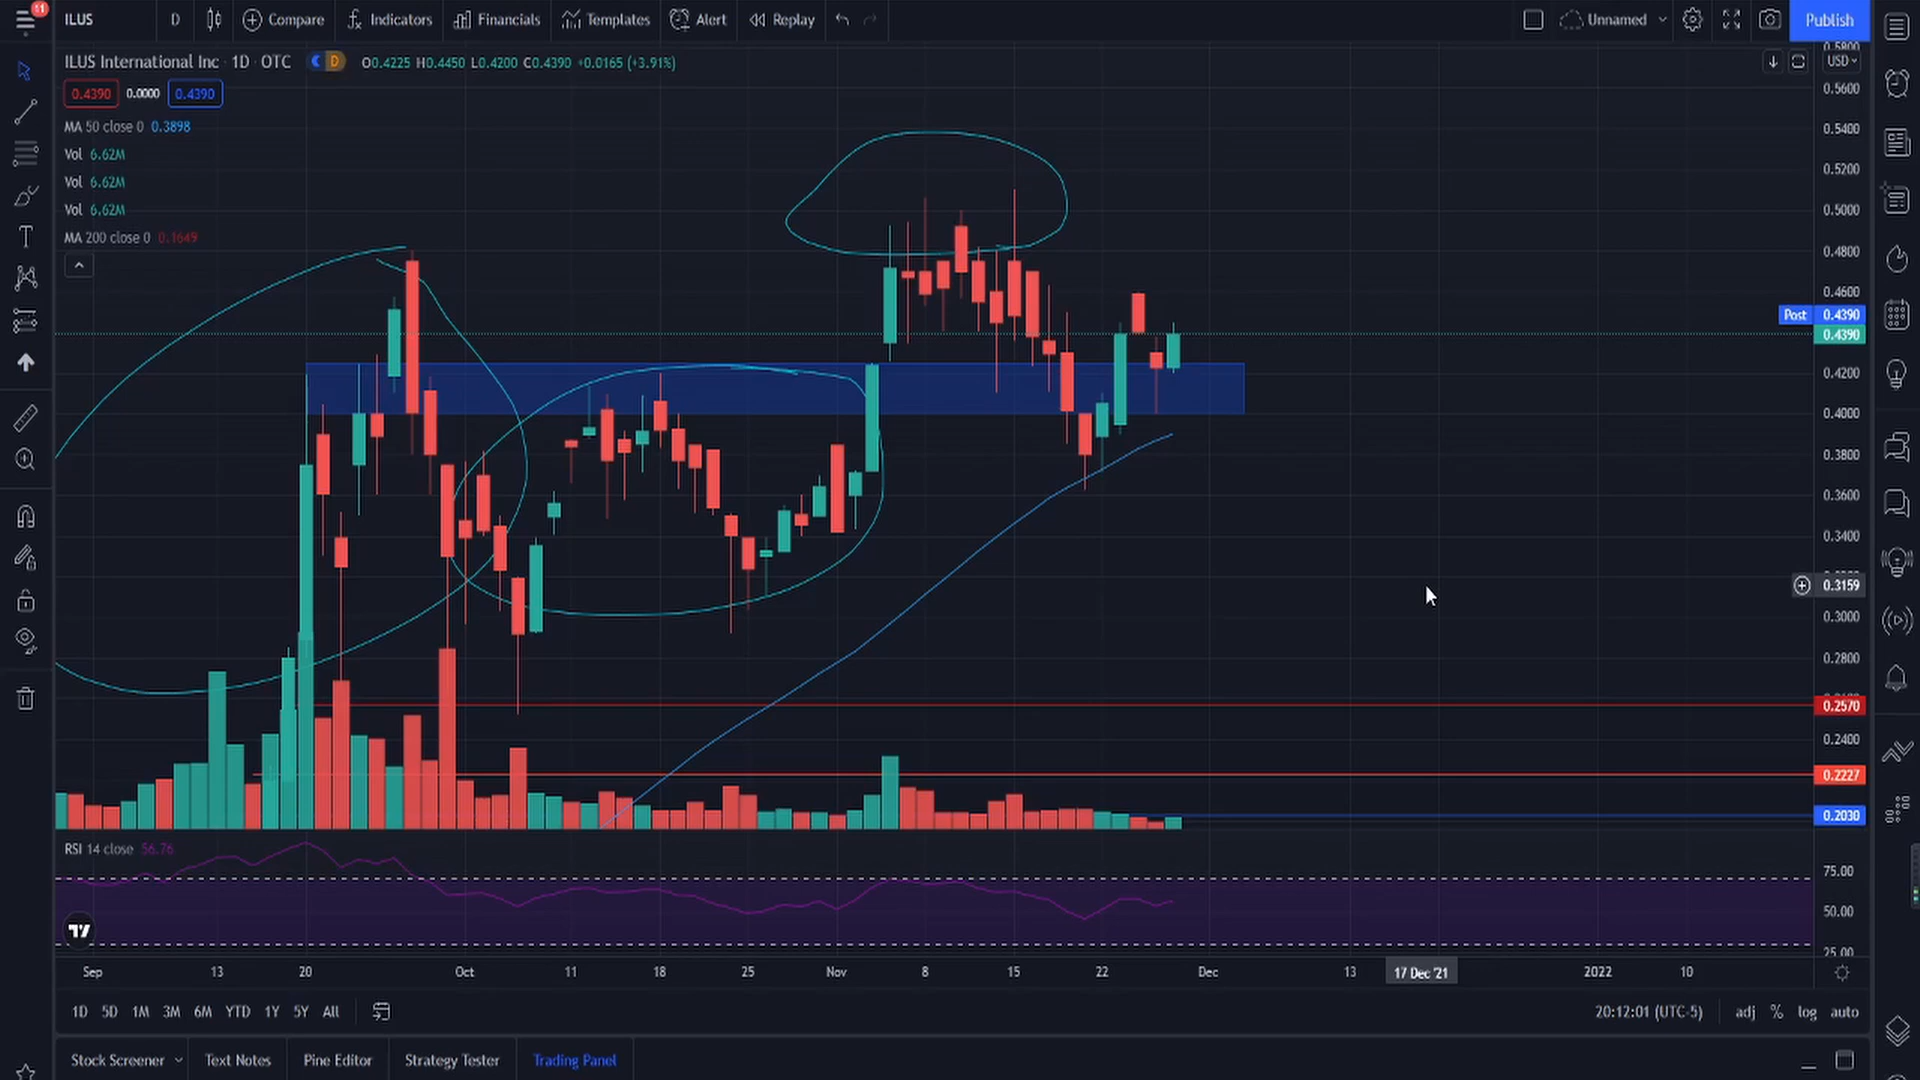 11
ILUS D Compare Indicators Financials Templates Alert Replay Unnamed Publish
ILUS International Inc · 1D · OTC D O0.4225 H0.4450 L0.4200 C0.4390 +0.0165 (+3.91%)
USD
0.4390 0.0000 0.4390
MA 50 close 0 0.3898
Vol 6.62M
Vol 6.62M
Vol 6.62M
MA 200 close 0 0.1649
0.5800
0.5600
0.5400
0.5200
0.5000
0.4800
0.4600
Post 0.4390
0.4390
0.4200
0.4000
0.3800
0.3600
0.3400
0.3159
0.3000
0.2800
0.2570
0.2400
0.2227
0.2030
RSI 14 close 56.76
75.00
50.00
25.00
Sep 13 20 Oct 11 18 25 Nov 8 15 22 Dec 13 17 Dec '21 2022 10
1D 5D 1M 3M 6M YTD 1Y 5Y All 20:12:01 (UTC-5) adj % log auto
Stock Screener Text Notes Pine Editor Strategy Tester Trading Panel